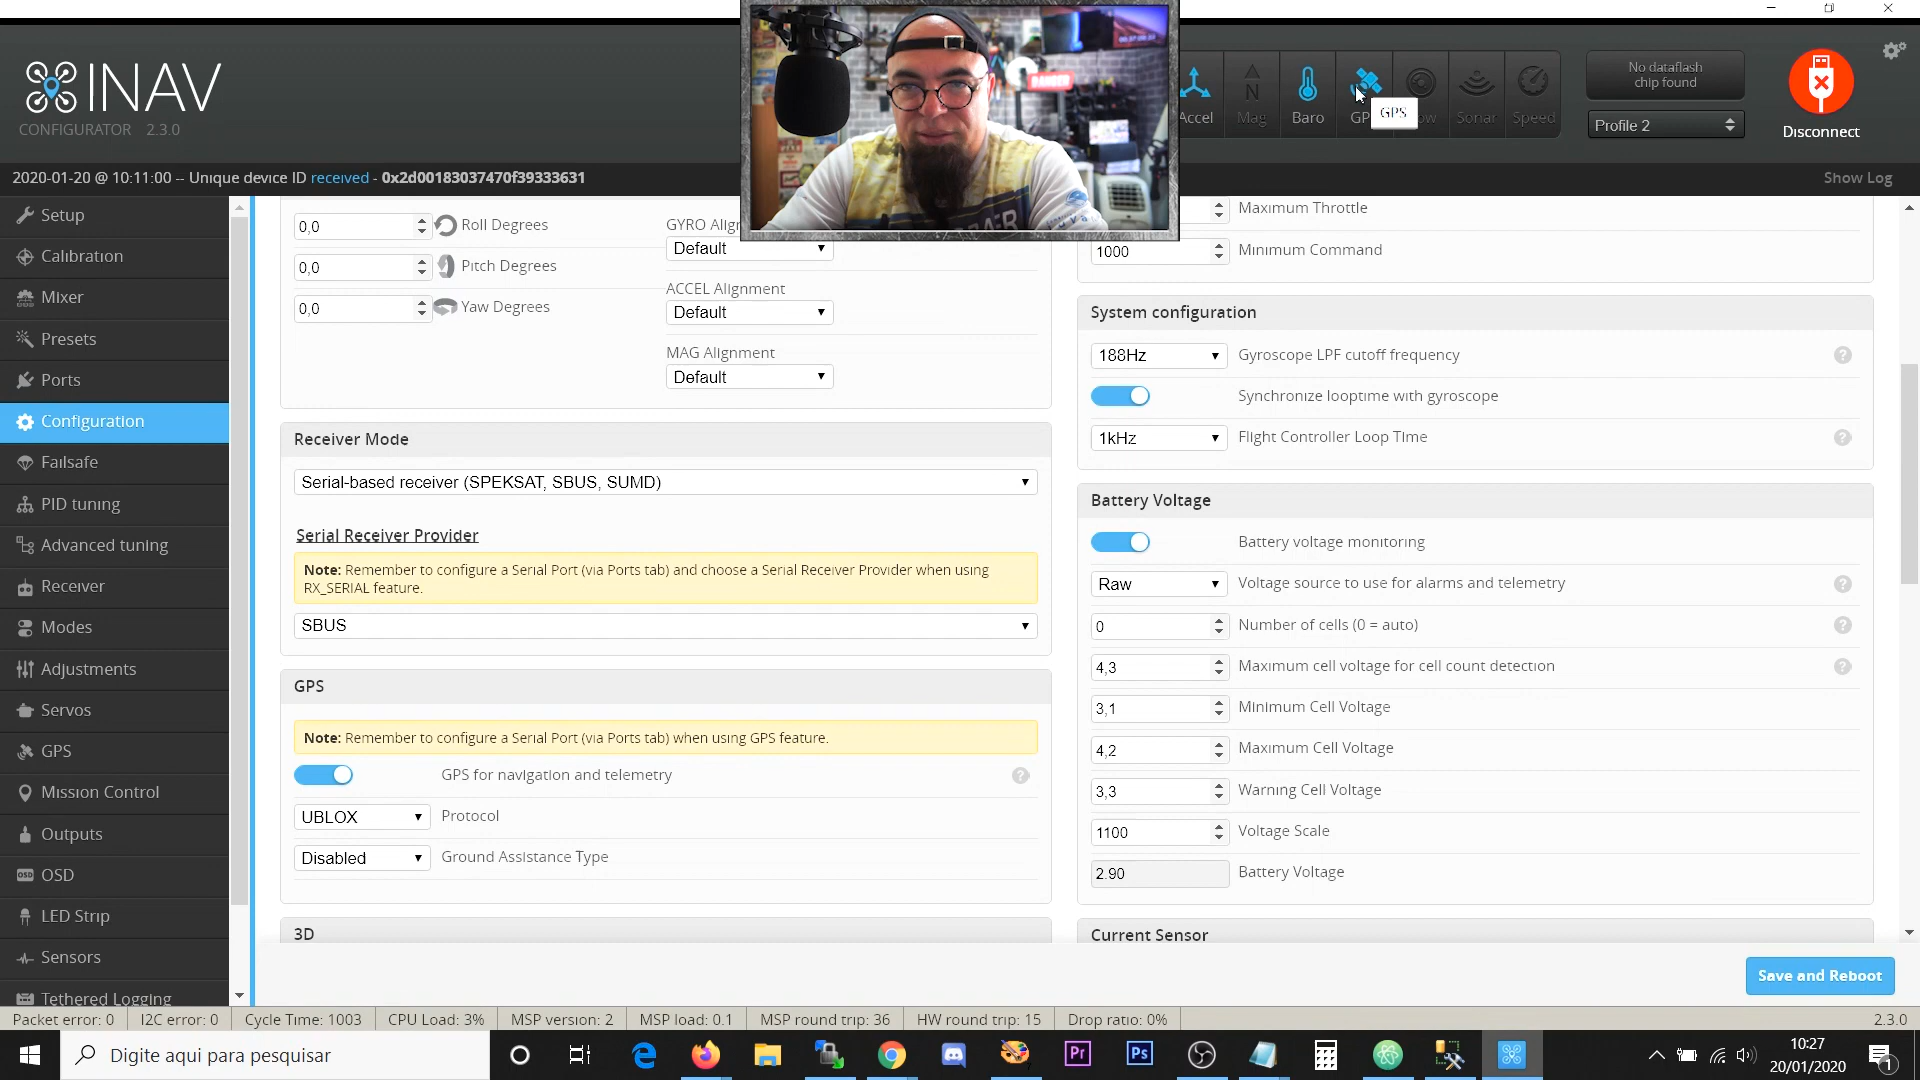 INAV
CONFIGURATOR 2.3.0
Accel
Mag
Baro
GPS
Sonar
Speed
No dataflash
chip found
Profile 2
Disconnect
2020-01-20 @ 10:11:00 -- Unique device ID received - 0x2d00183037470f39333631
Show Log
Setup
Calibration
Mixer
Presets
Ports
Configuration
Failsafe
PID tuning
Advanced tuning
Receiver
Modes
Adjustments
Servos
GPS
Mission Control
Outputs
OSD
LED Strip
Sensors
Tethered Logging
0,0 Roll Degrees
0,0 Pitch Degrees
0,0 Yaw Degrees
GYRO
Default
ACCEL Alignment
Default
MAG Alignment
Default
Receiver Mode
Serial-based receiver (SPEKSAT, SBUS, SUMD)
Serial Receiver Provider
Note: Remember to configure a Serial Port (via Ports tab) and choose a Serial Receiver Provider when using
RX_SERIAL feature.
SBUS
GPS
Note: Remember to configure a Serial Port (via Ports tab) when using GPS feature.
GPS for navigation and telemetry
UBLOX Protocol
Disabled Ground Assistance Type
3D
Maximum Throttle
1000 Minimum Command
System configuration
188Hz Gyroscope LPF cutoff frequency
Synchronize looptime with gyroscope
1kHz Flight Controller Loop Time
Battery Voltage
Battery voltage monitoring
Raw Voltage source to use for alarms and telemetry
0 Number of cells (0 = auto)
4,3 Maximum cell voltage for cell count detection
3,1 Minimum Cell Voltage
4,2 Maximum Cell Voltage
3,3 Warning Cell Voltage
1100 Voltage Scale
2.90 Battery Voltage
Current Sensor
Save and Reboot
Packet error: 0 I2C error: 0 Cycle Time: 1003 CPU Load: 3% MSP version: 2 MSP load: 0.1 MSP round trip: 36 HW round trip: 15 Drop ratio: 0% 2.3.0
Digite aqui para pesquisar
Pr
Ps
10:27
20/01/2020
1
DANGER